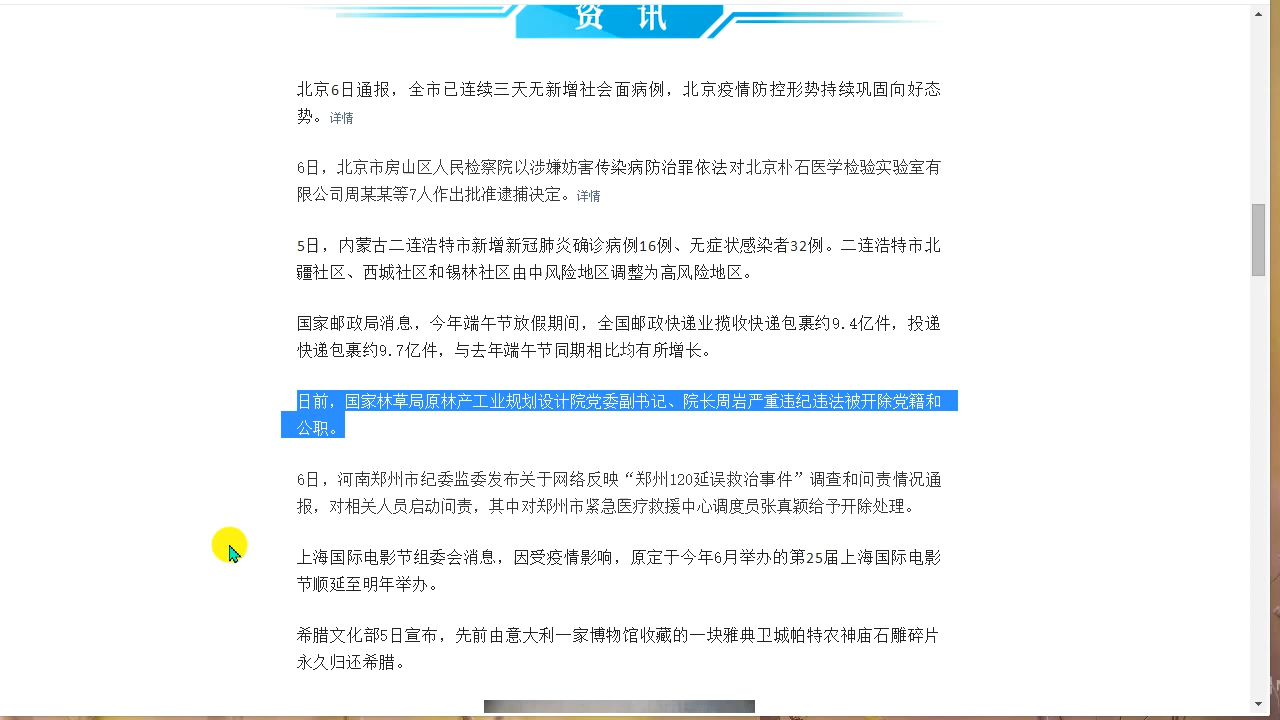 资 讯
北京6日通报，全市已连续三天无新增社会面病例，北京疫情防控形势持续巩固向好态
势。详情
6日，北京市房山区人民检察院以涉嫌妨害传染病防治罪依法对北京朴石医学检验实验室有
限公司周某某等7人作出批准逮捕决定。详情
5日，内蒙古二连浩特市新增新冠肺炎确诊病例16例、无症状感染者32例。二连浩特市北
疆社区、西城社区和锡林社区由中风险地区调整为高风险地区。
国家邮政局消息，今年端午节放假期间，全国邮政快递业揽收快递包裹约9.4亿件，投递
快递包裹约9.7亿件，与去年端午节同期相比均有所增长。
日前，国家林草局原林产工业规划设计院党委副书记、院长周岩严重违纪违法被开除党籍和
公职。
6日，河南郑州市纪委监委发布关于网络反映“郑州120延误救治事件”调查和问责情况通
报，对相关人员启动问责，其中对郑州市紧急医疗救援中心调度员张真颖给予开除处理。
上海国际电影节组委会消息，因受疫情影响，原定于今年6月举办的第25届上海国际电影
节顺延至明年举办。
希腊文化部5日宣布，先前由意大利一家博物馆收藏的一块雅典卫城帕特农神庙石雕碎片
永久归还希腊。